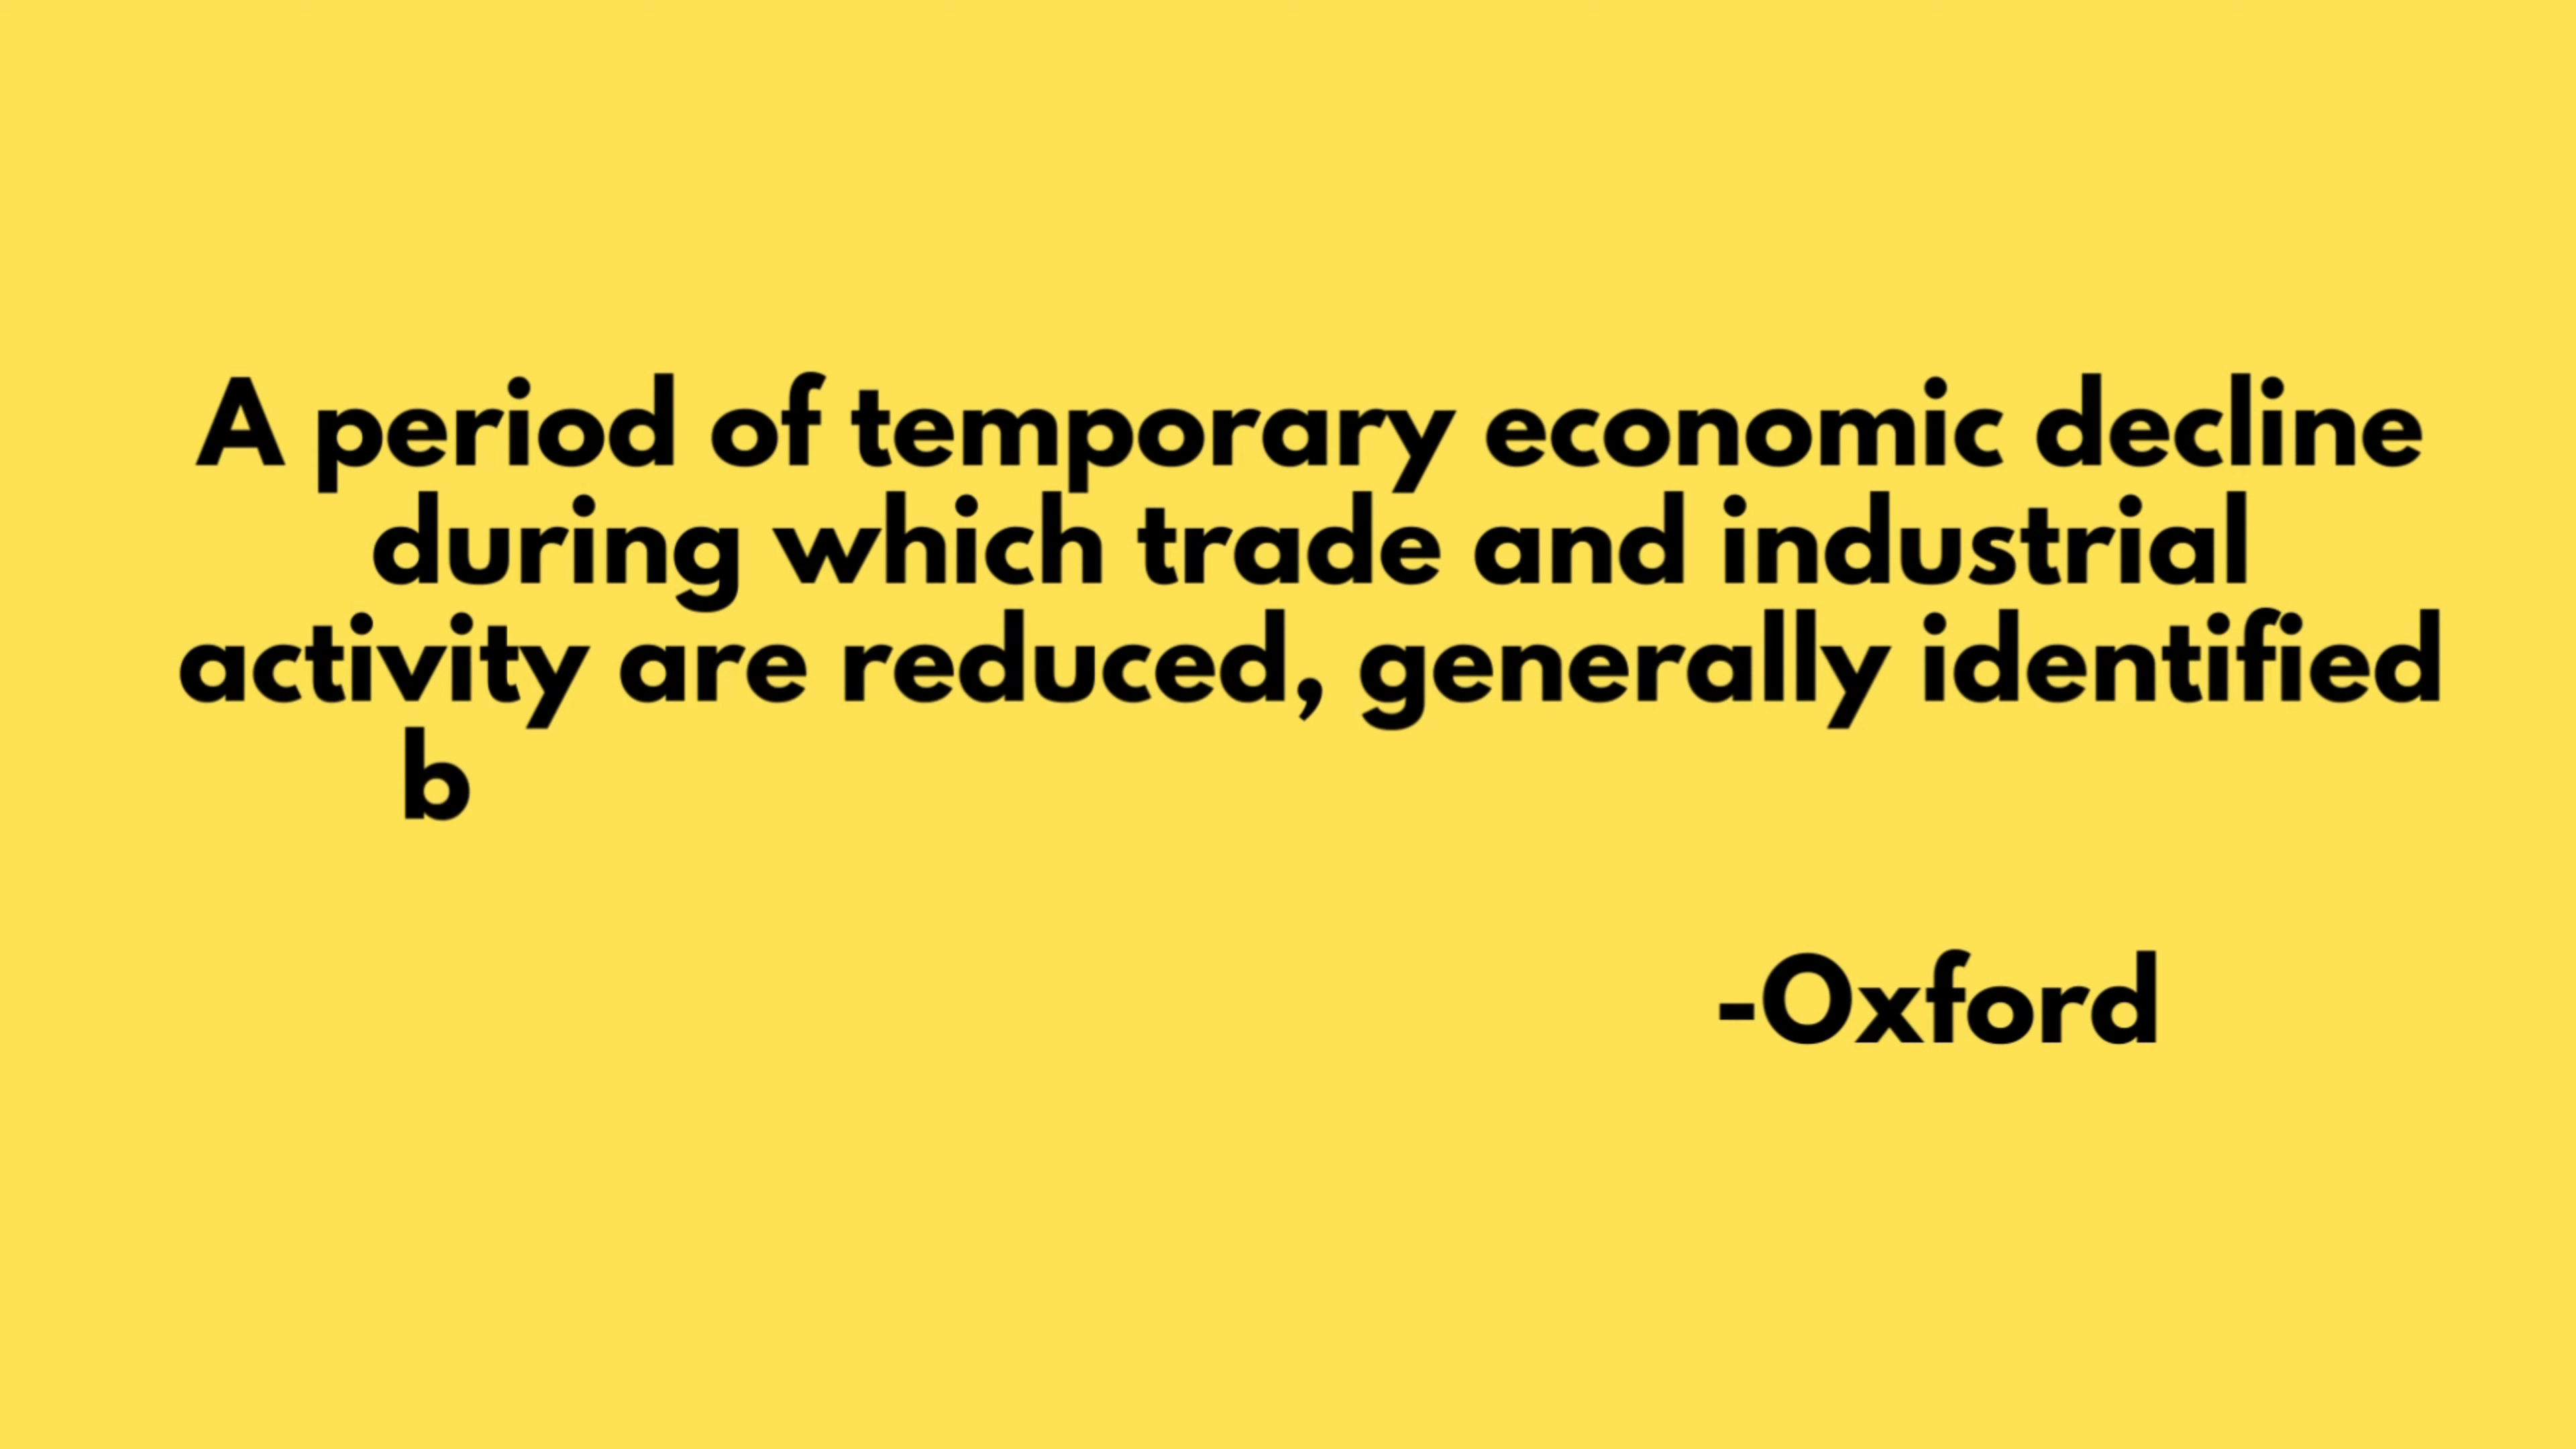 A period of temporary economic decline
during which trade and industrial
activity are reduced, generally identified
b
-Oxford